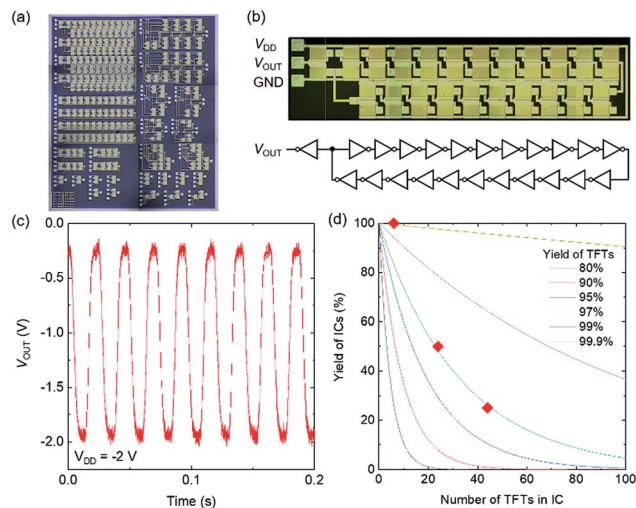 (a)
(b)
V_DD
V_OUT
GND
V_OUT
(c)
V_OUT (V)
0.0
-0.5
-1.0
-1.5
-2.0
V_DD = -2 V
0.0 0.1 0.2
Time (s)
(d)
Yield of ICs (%)
100
80
60
40
20
0
Yield of TFTs
80%
90%
95%
97%
99%
99.9%
0 20 40 60 80 100
Number of TFTs in IC